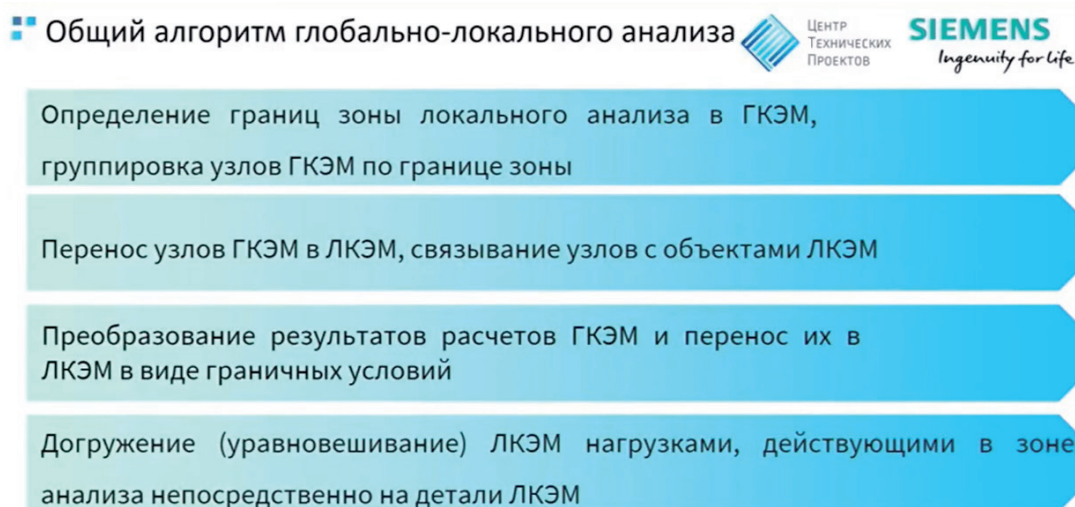 Общий алгоритм глобально-локального анализа
ЦЕНТР
ТЕХНИЧЕСКИХ
ПРОЕКТОВ
SIEMENS
Ingenuity for life
Определение границ зоны локального анализа в ГКЭМ,
группировка узлов ГКЭМ по границе зоны
Перенос узлов ГКЭМ в ЛКЭМ, связывание узлов с объектами ЛКЭМ
Преобразование результатов расчетов ГКЭМ и перенос их в
ЛКЭМ в виде граничных условий
Догружение (уравновешивание) ЛКЭМ нагрузками, действующими в зоне
анализа непосредственно на детали ЛКЭМ